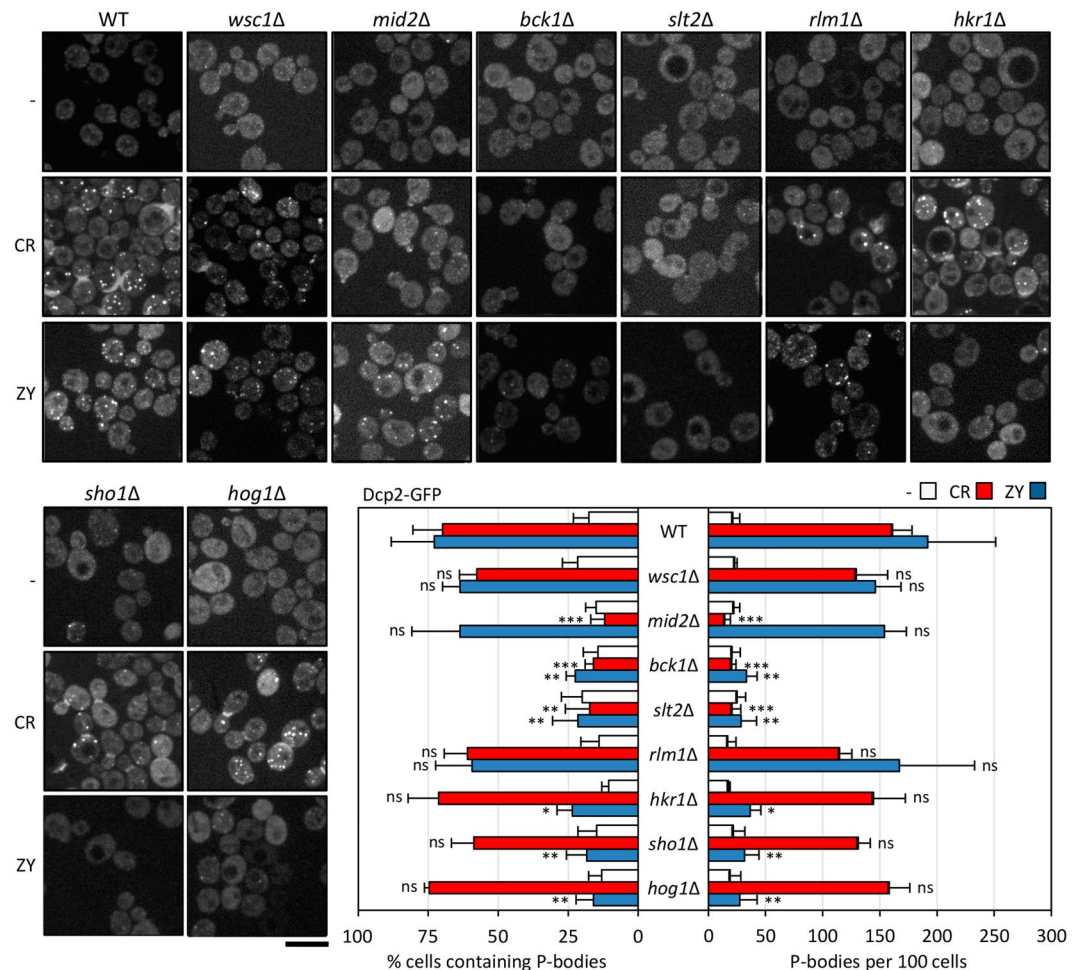 WT wsc1Δ mid2Δ bck1Δ slt2Δ rlm1Δ hkr1Δ
-
CR
ZY
sho1Δ hog1Δ
-
CR
ZY
Dcp2-GFP
- CR ZY
WT
ns wsc1Δ ns
ns ns
*** mid2Δ ***
ns ns
*** bck1Δ ***
** **
** slt2Δ ***
** **
ns rlm1Δ ns
ns ns
ns hkr1Δ ns
* *
ns sho1Δ ns
** **
ns hog1Δ ns
** **
100 75 50 25 0 0 50 100 150 200 250 300
% cells containing P-bodies P-bodies per 100 cells